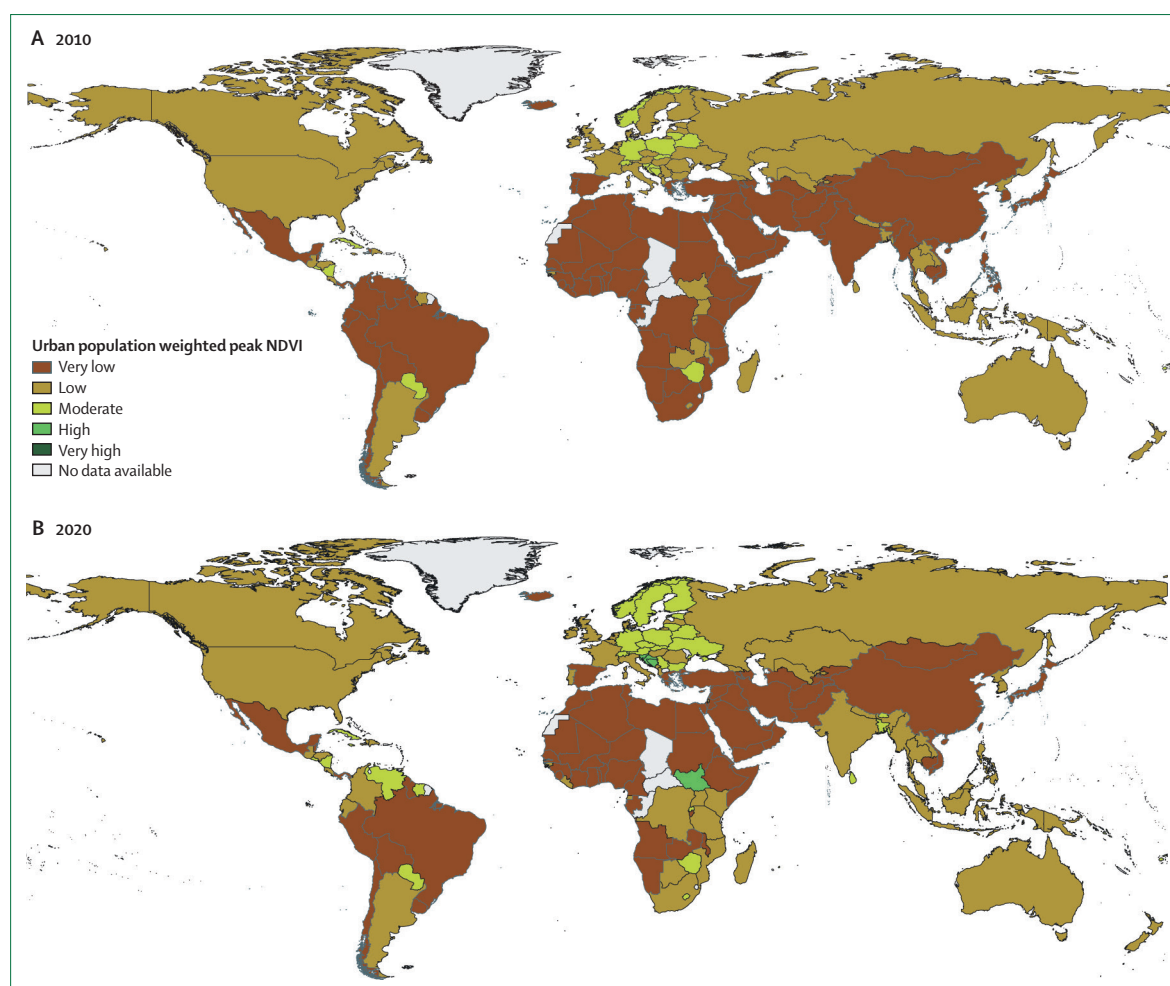 A 2010
Urban population weighted peak NDVI
Very low
Low
Moderate
High
Very high
No data available
B 2020